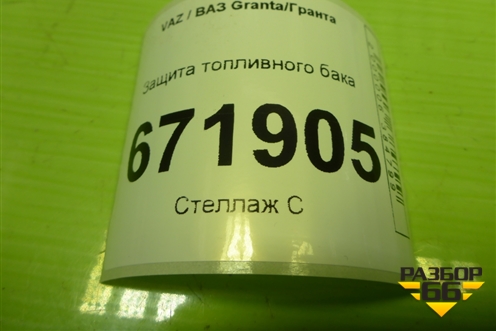 VAZ / ВАЗ Granta/Гранта
Защита топливного бака
671905
Стеллаж С
РАЗБОР
66